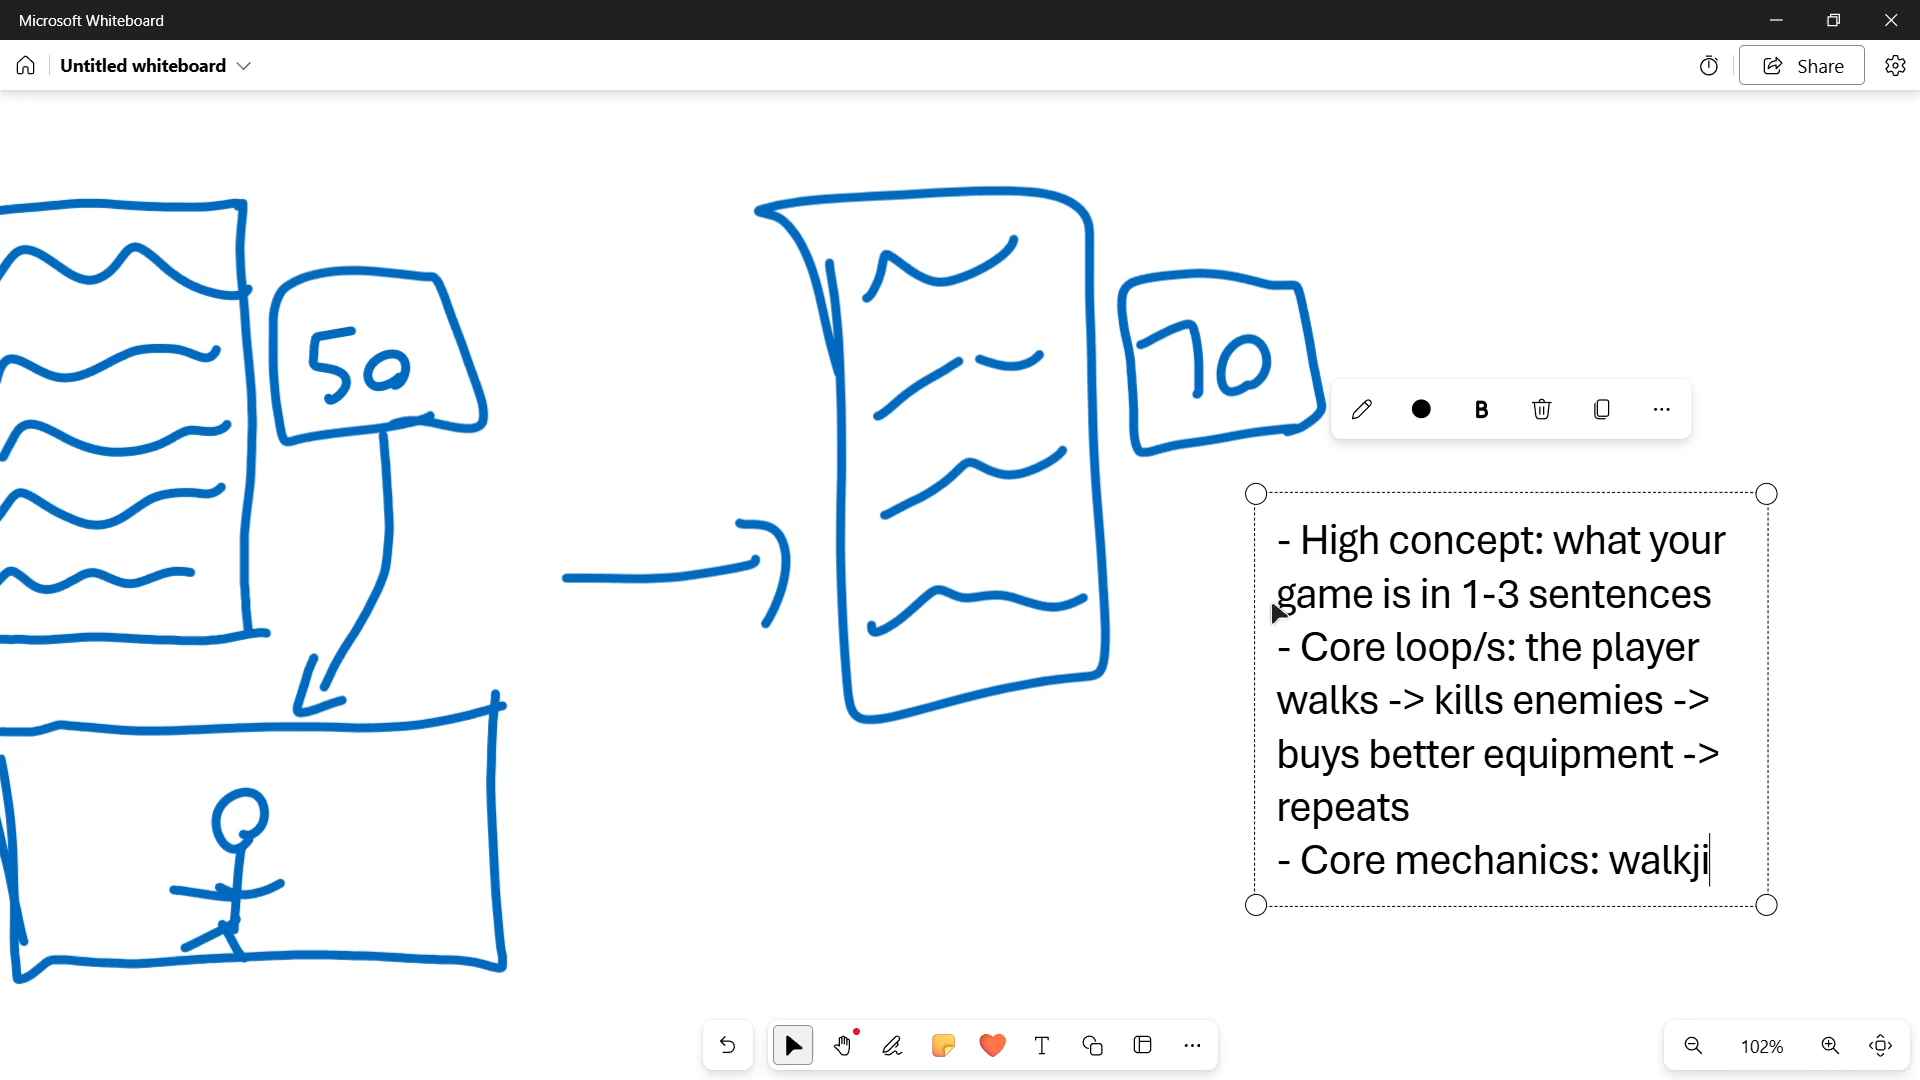 Microsoft Whiteboard
Untitled whiteboard
Share
50
70
B
- High concept: what your
game is in 1-3 sentences
- Core loop/s: the player
walks -> kills enemies ->
buys better equipment ->
repeats
- Core mechanics: walkji
102%